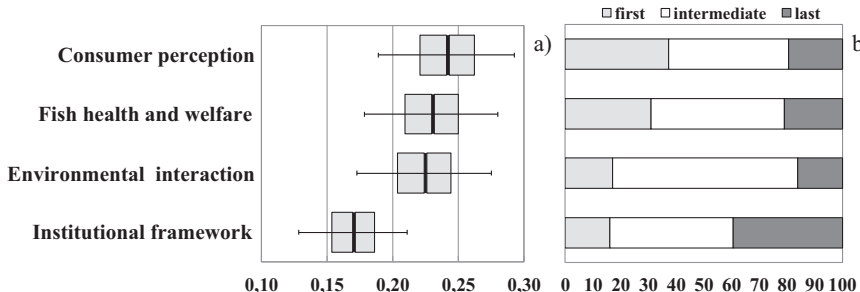 first intermediate last
Consumer perception a) b
Fish health and welfare
Environmental interaction
Institutional framework
0,10 0,15 0,20 0,25 0,30 0 10 20 30 40 50 60 70 80 90 100